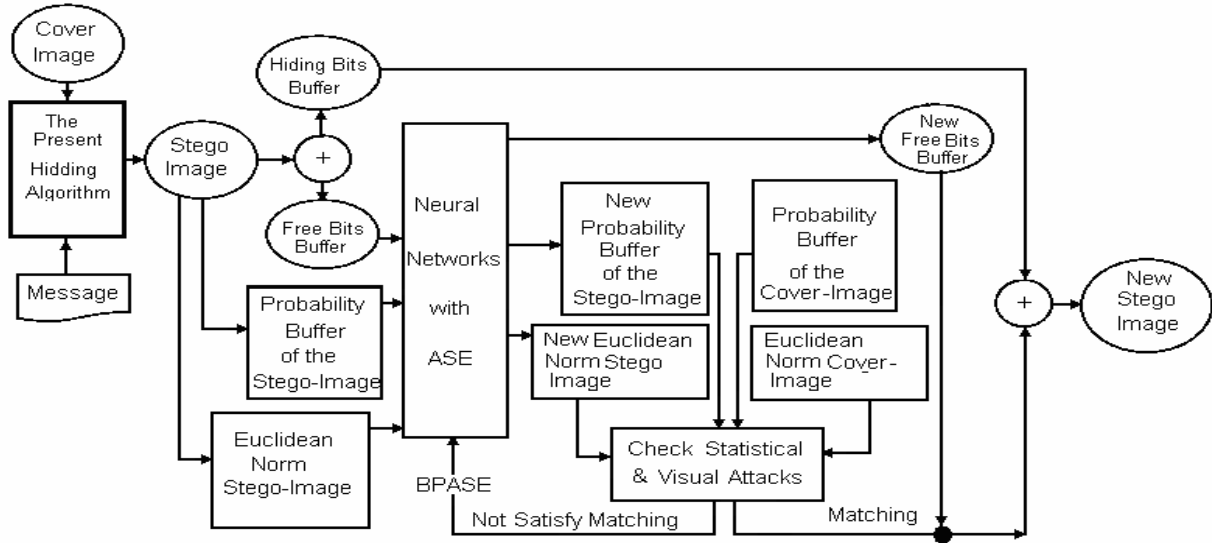 Cover
Image
The
Present
Hidding
Algorithm
Message
Stego
Image
Hiding Bits
Buffer
+
Free Bits
Buffer
Probability
Buffer
of the
Stego-Image
Euclidean
Norm
Stego-Image
Neural
Networks
with
ASE
New
Probability
Buffer
of the
Stego-Image
Probability
Buffer
of the
Cover-Image
New Euclidean
Norm Stego
Image
Euclidean
Norm Cover-
Image
Check Statistical
& Visual Attacks
BPASE
Not Satisfy Matching
Matching
New
Free Bits
Buffer
+
New
Stego
Image